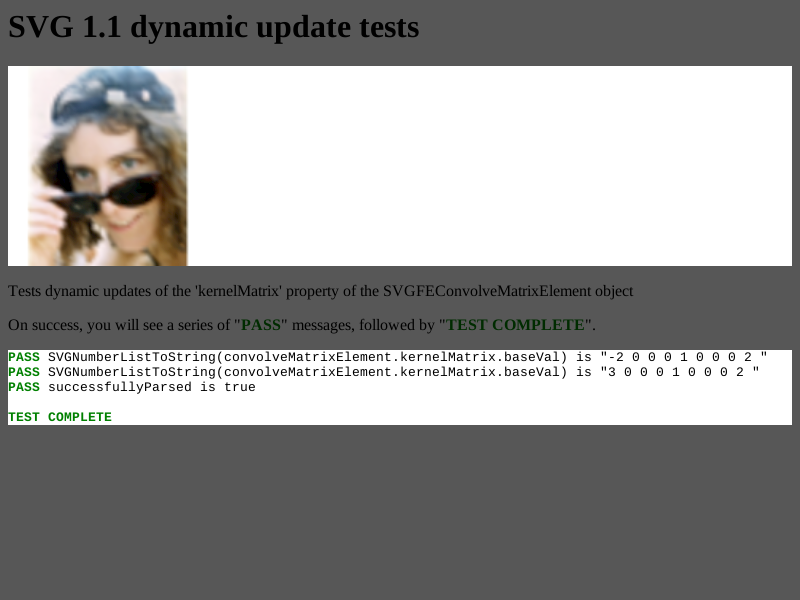 SVG 1.1 dynamic update tests
Tests dynamic updates of the 'kernelMatrix' property of the SVGFEConvolveMatrixElement object
On success, you will see a series of "PASS" messages, followed by "TEST COMPLETE".
PASS SVGNumberListToString(convolveMatrixElement.kernelMatrix.baseVal) is "-2 0 0 0 1 0 0 0 2 "
PASS SVGNumberListToString(convolveMatrixElement.kernelMatrix.baseVal) is "3 0 0 0 1 0 0 0 2 "
PASS successfullyParsed is true
TEST COMPLETE